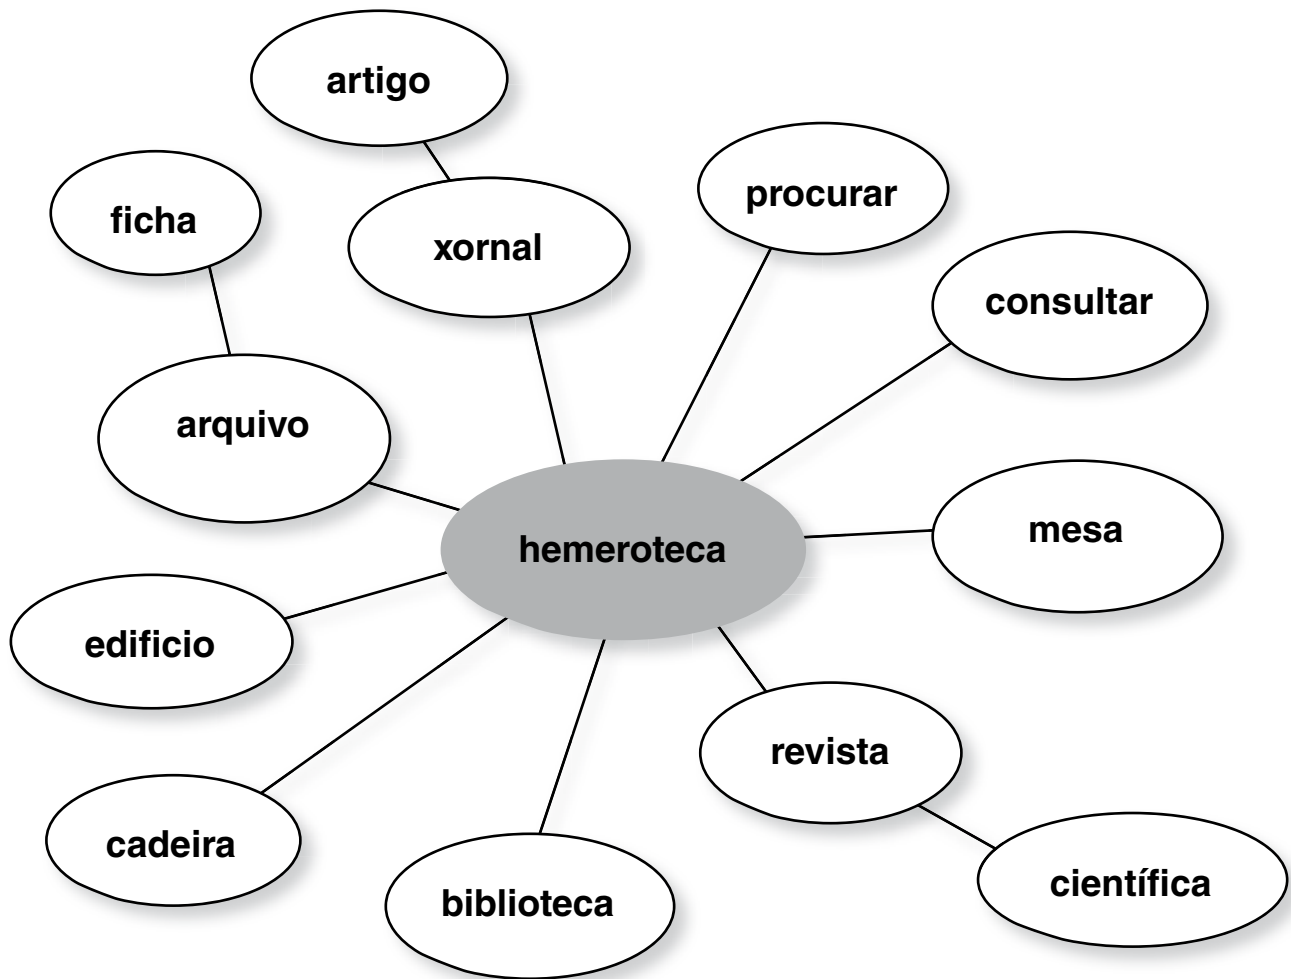 artigo
procurar
ficha
xornal
consultar
arquivo
mesa
hemeroteca
edificio
revista
cadeira
científica
biblioteca